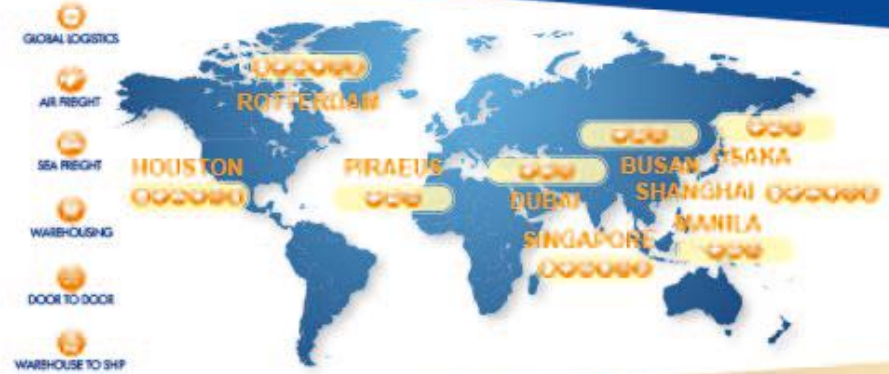 GLOBAL LOGISTICS
AIR FREIGHT
SEA FREIGHT
WAREHOUSING
DOOR TO DOOR
WAREHOUSE TO SHIP
ROTTERDAM
HOUSTON
PIRAEUS
DUBAI
BUSAN
OSAKA
SHANGHAI
MANILA
SINGAPORE